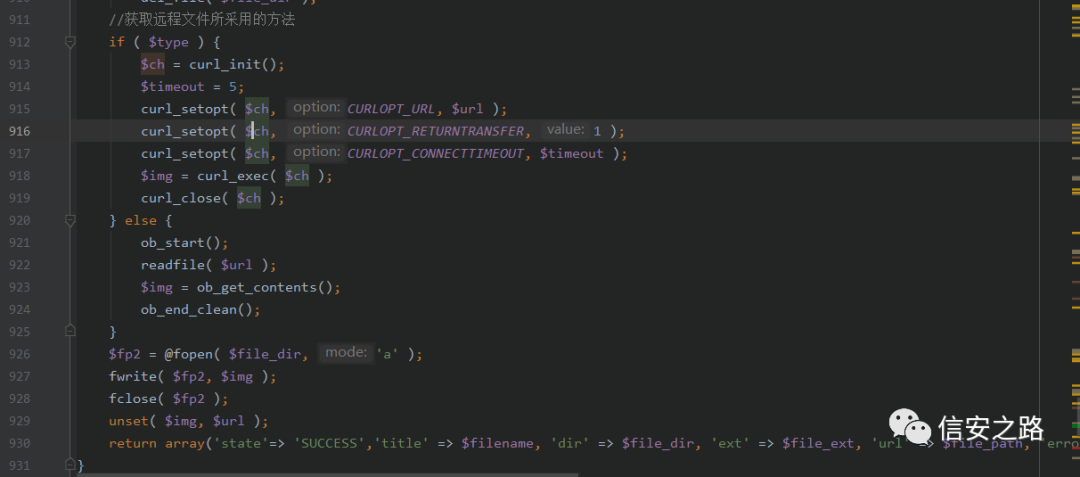 911 //获取远程文件所采用的方法
912 if ( $type ) {
913 $ch = curl_init();
914 $timeout = 5;
915 curl_setopt( $ch, option: CURLOPT_URL, $url );
916 curl_setopt( $ch, option: CURLOPT_RETURNTRANSFER, value: 1 );
917 curl_setopt( $ch, option: CURLOPT_CONNECTTIMEOUT, $timeout );
918 $img = curl_exec( $ch );
919 curl_close( $ch );
920 } else {
921 ob_start();
922 readfile( $url );
923 $img = ob_get_contents();
924 ob_end_clean();
925 }
926 $fp2 = @fopen( $file_dir, mode: 'a' );
927 fwrite( $fp2, $img );
928 fclose( $fp2 );
929 unset( $img, $url );
930 return array('state'=> 'SUCCESS','title' => $filename, 'dir' => $file_dir, 'ext' => $file_ext, 'url' => $file_path, 'erro
931 }
信安之路